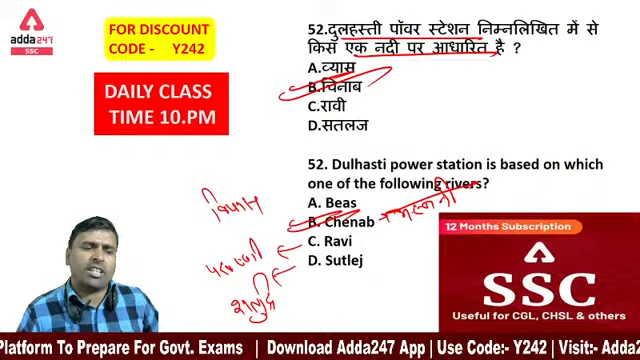 adda247
SSC
FOR DISCOUNT
CODE - Y242
DAILY CLASS
TIME 10.PM
52.दुलहस्ती पॉवर स्टेशन निम्नलिखित में से
किस एक नदी पर आधारित है ?
A.व्यास
B.चिनाब
C.रावी
D.सतलज
52. Dulhasti power station is based on which
one of the following rivers?
A. Beas
B. Chenab
C. Ravi
D. Sutlej
12 Months Subscription
SSC
Useful for CGL, CHSL & others
Platform To Prepare For Govt. Exams | Download Adda247 App | Use Code:- Y242 | Visit:- Adda2